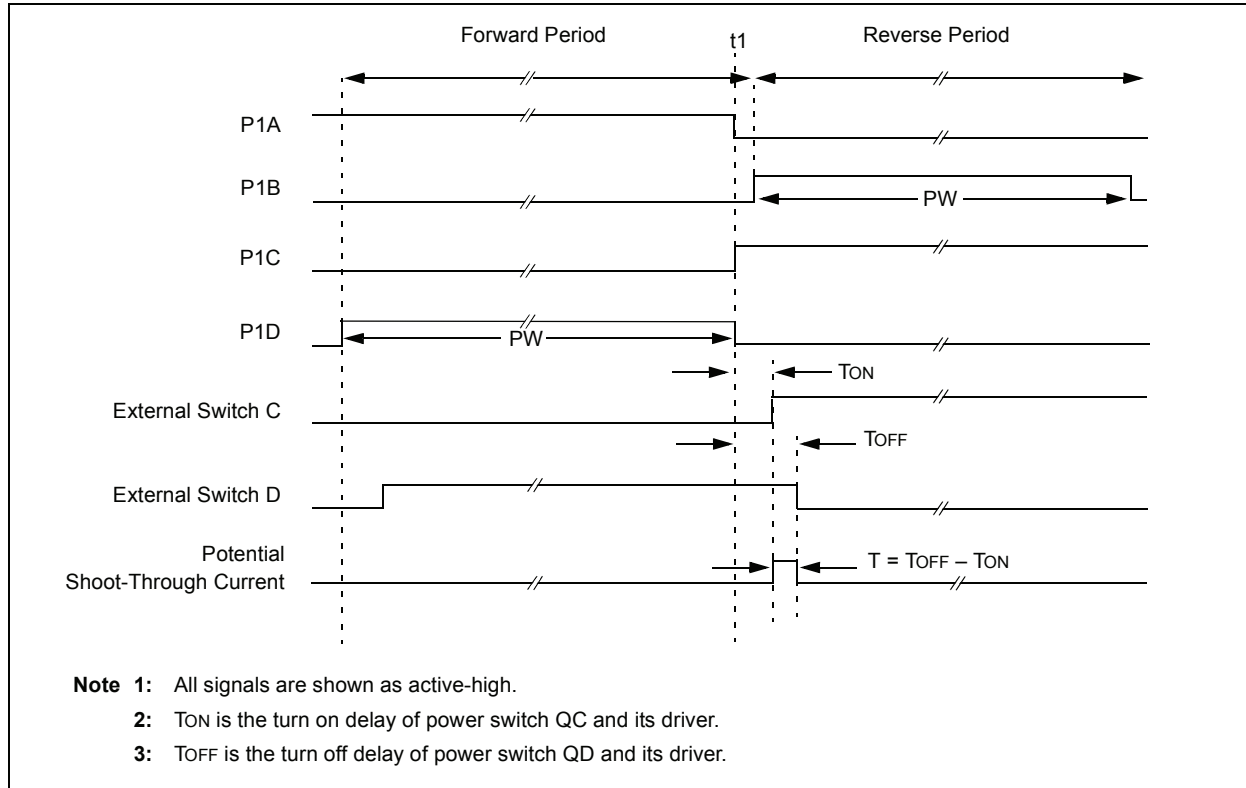 Forward Period
t1
Reverse Period
P1A
P1B
PW
P1C
P1D
PW
TON
External Switch C
TOFF
External Switch D
Potential
Shoot-Through Current
T = TOFF – TON
Note 1: All signals are shown as active-high.
2: TON is the turn on delay of power switch QC and its driver.
3: TOFF is the turn off delay of power switch QD and its driver.